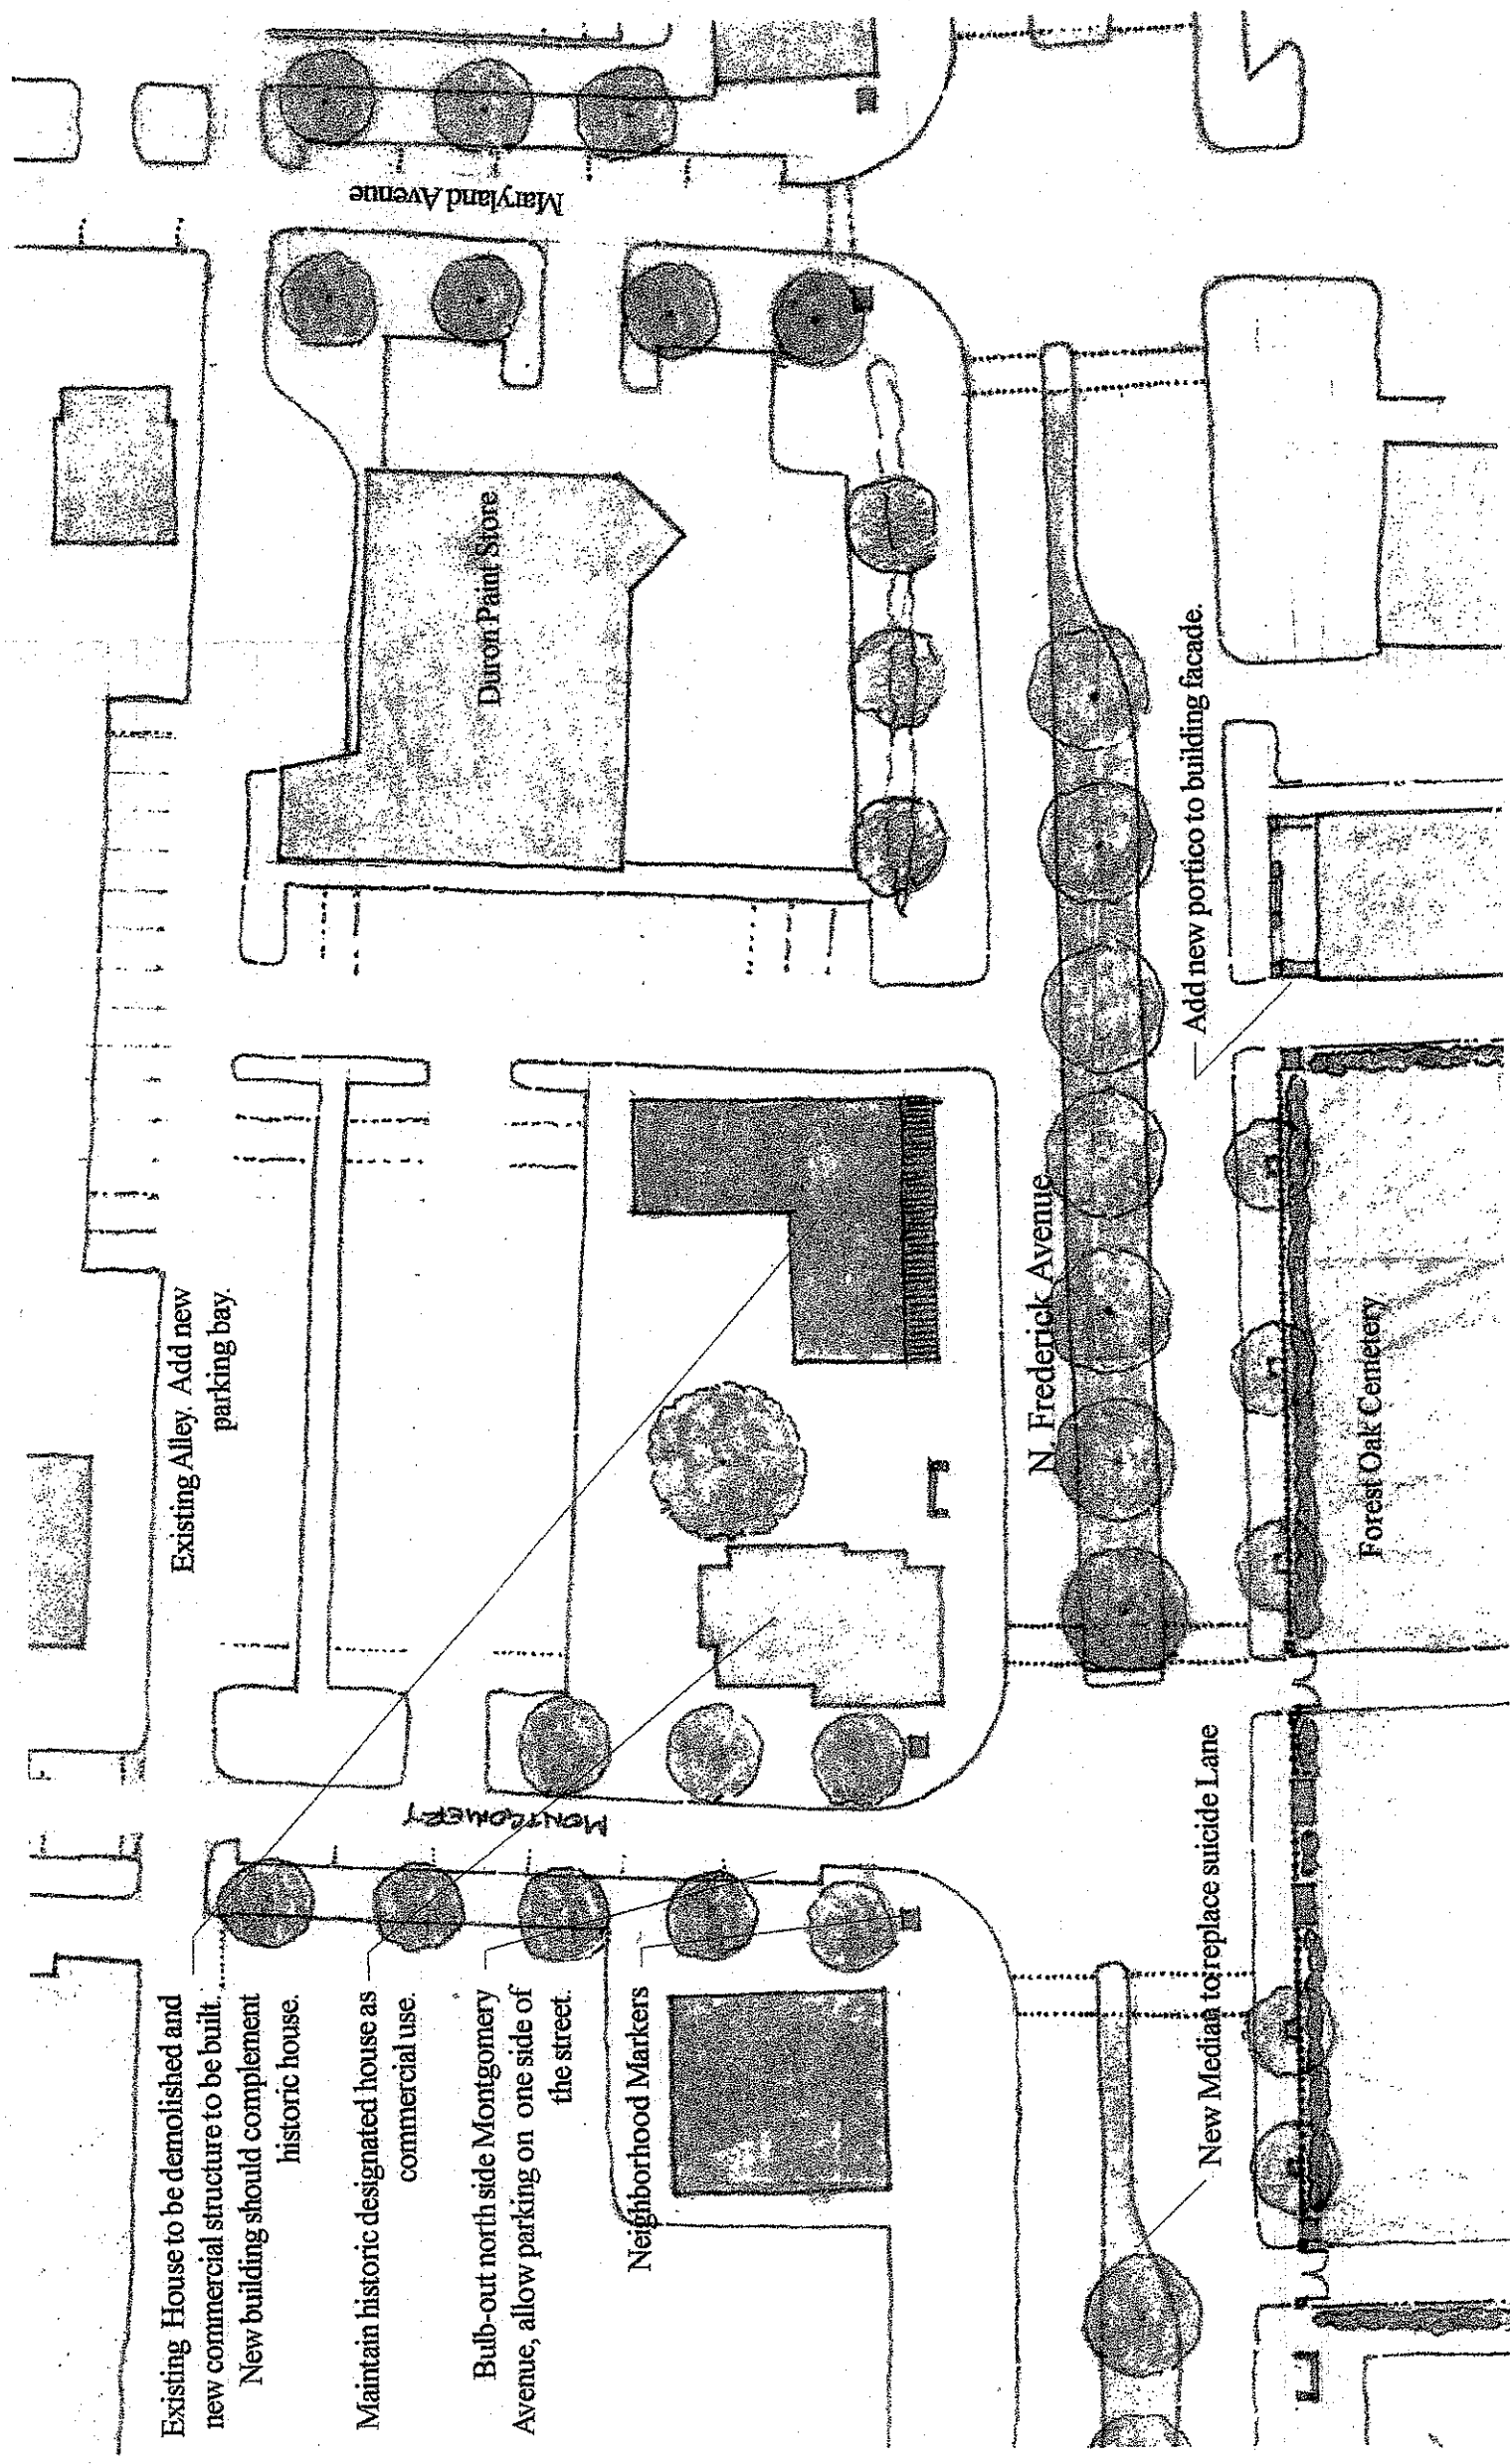 Existing House to be demolished and
new commercial structure to be built.
New building should complement
historic house.
Maintain historic designated house as
commercial use.
Bulb-out north side Montgomery
Avenue, allow parking on one side of
the street.
Neighborhood Markers
Existing Alley. Add new
parking bay.
MONTGOMERY
Duron Paint Store
Maryland Avenue
N. Frederick Avenue
New Median to replace suicide Lane
Add new portico to building facade.
Forest Oak Cemetery